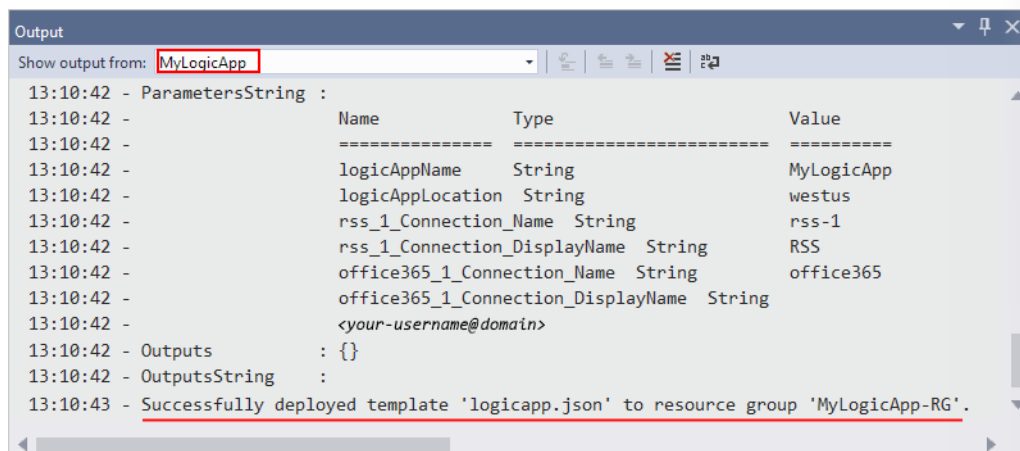 Output
Show output from: MyLogicApp
13:10:42 - ParametersString :
13:10:42 - Name Type Value
13:10:42 - =============== ========================= ==========
13:10:42 - logicAppName String MyLogicApp
13:10:42 - logicAppLocation String westus
13:10:42 - rss_1_Connection_Name String rss-1
13:10:42 - rss_1_Connection_DisplayName String RSS
13:10:42 - office365_1_Connection_Name String office365
13:10:42 - office365_1_Connection_DisplayName String
13:10:42 - <your-username@domain>
13:10:42 - Outputs : {}
13:10:42 - OutputsString :
13:10:43 - Successfully deployed template 'logicapp.json' to resource group 'MyLogicApp-RG'.